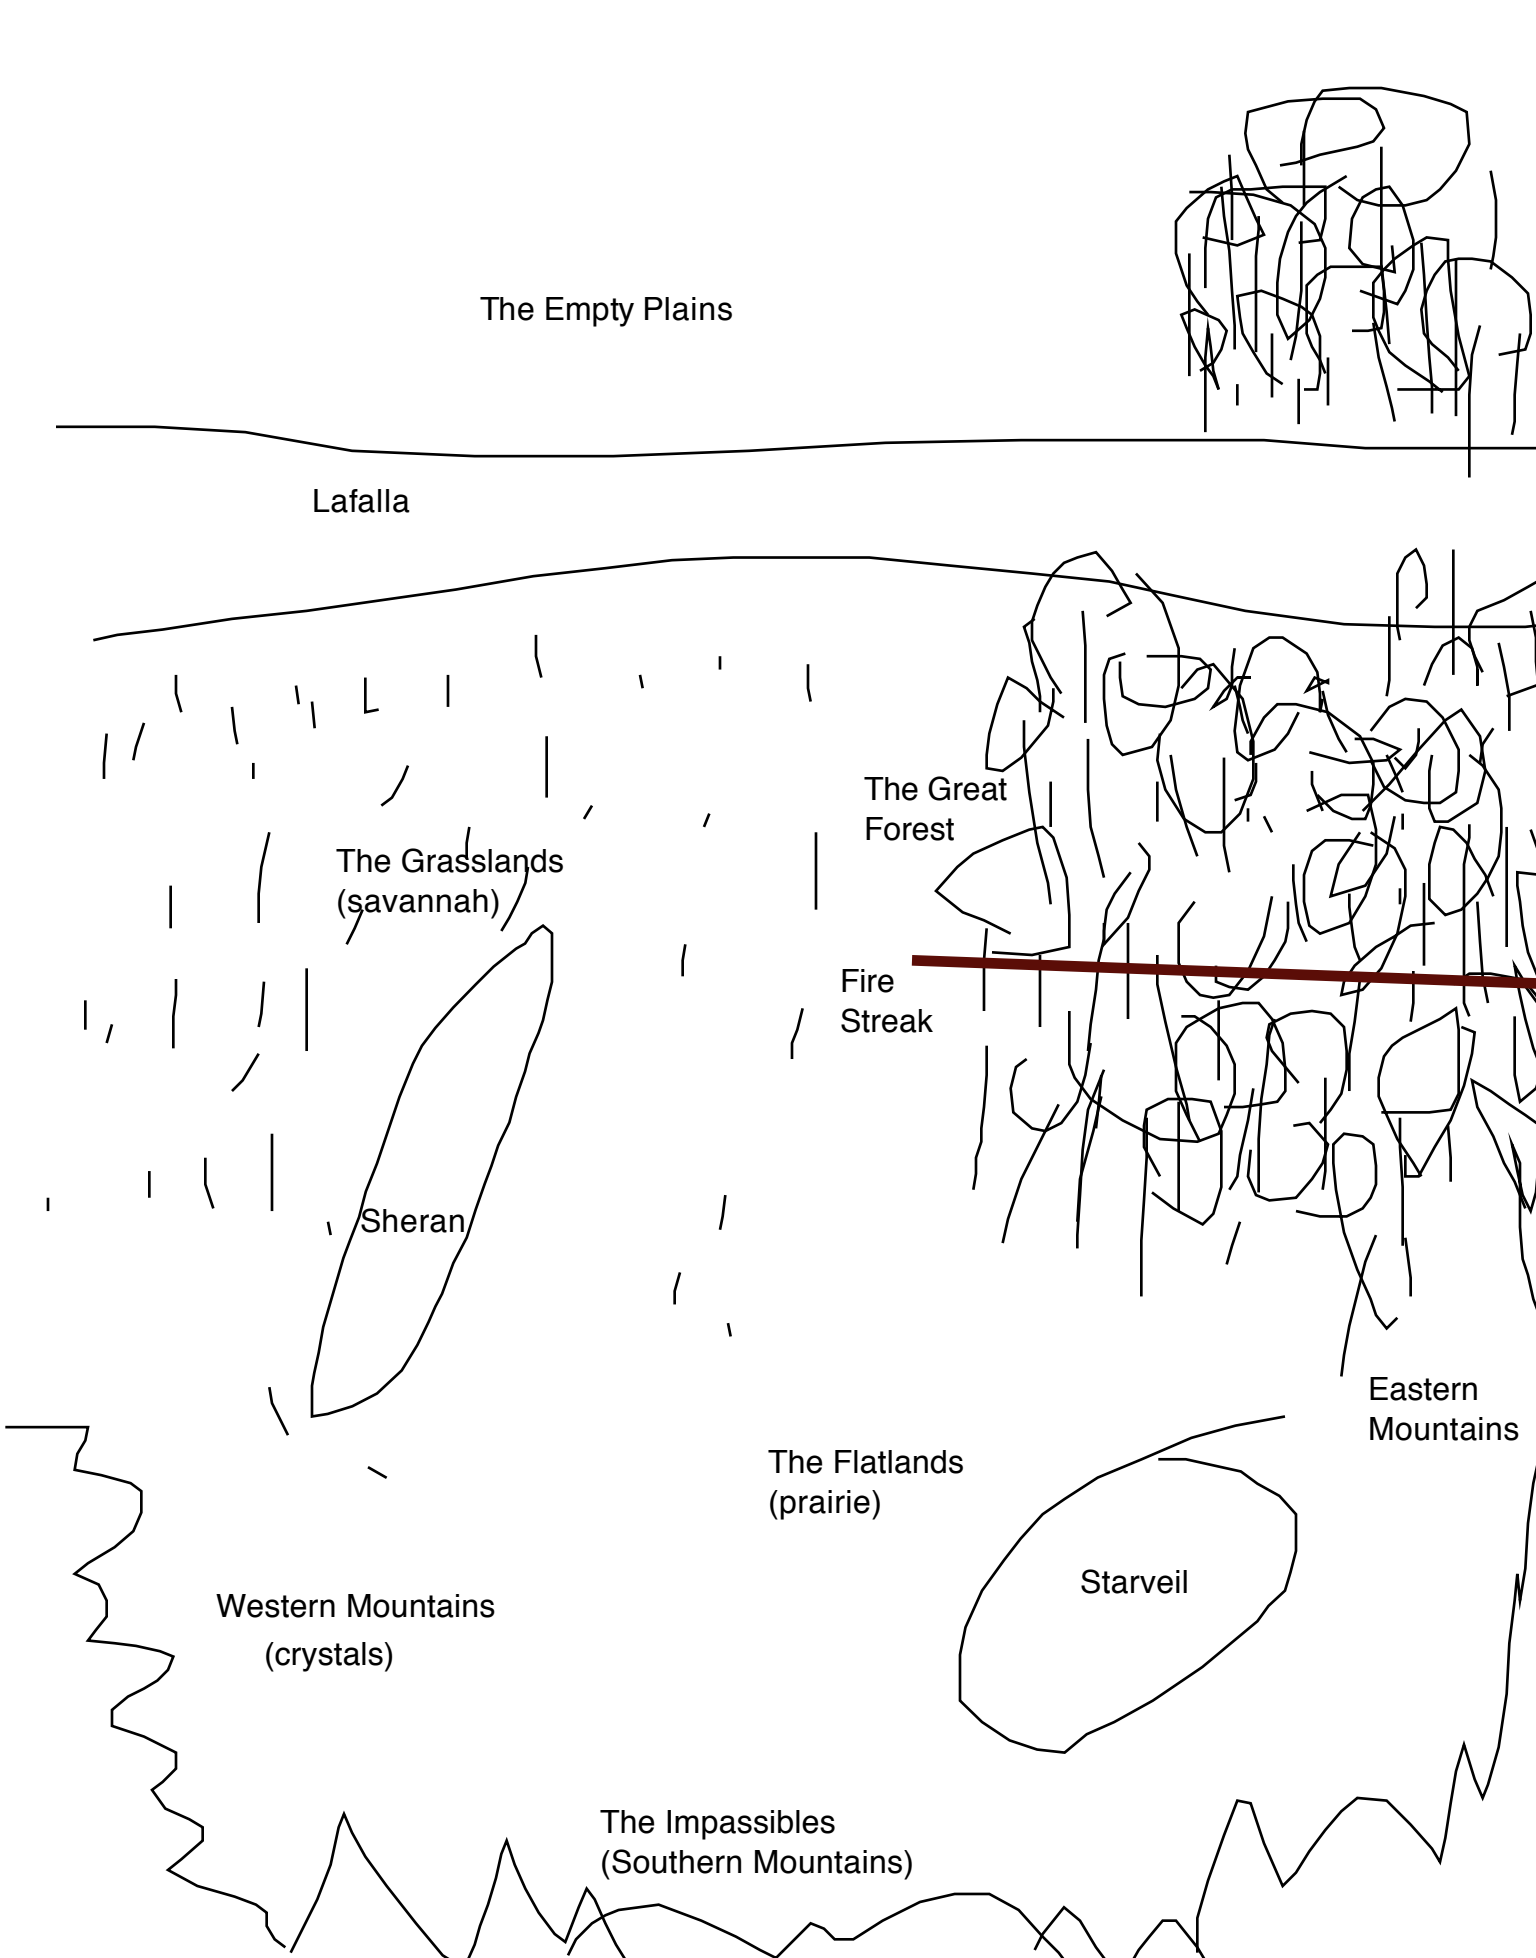 The Empty Plains
Lafalla
The Great
Forest
The Grasslands
(savannah)
Fire
Streak
Sheran
Eastern
Mountains
The Flatlands
(prairie)
Starveil
Western Mountains
(crystals)
The Impassibles
(Southern Mountains)